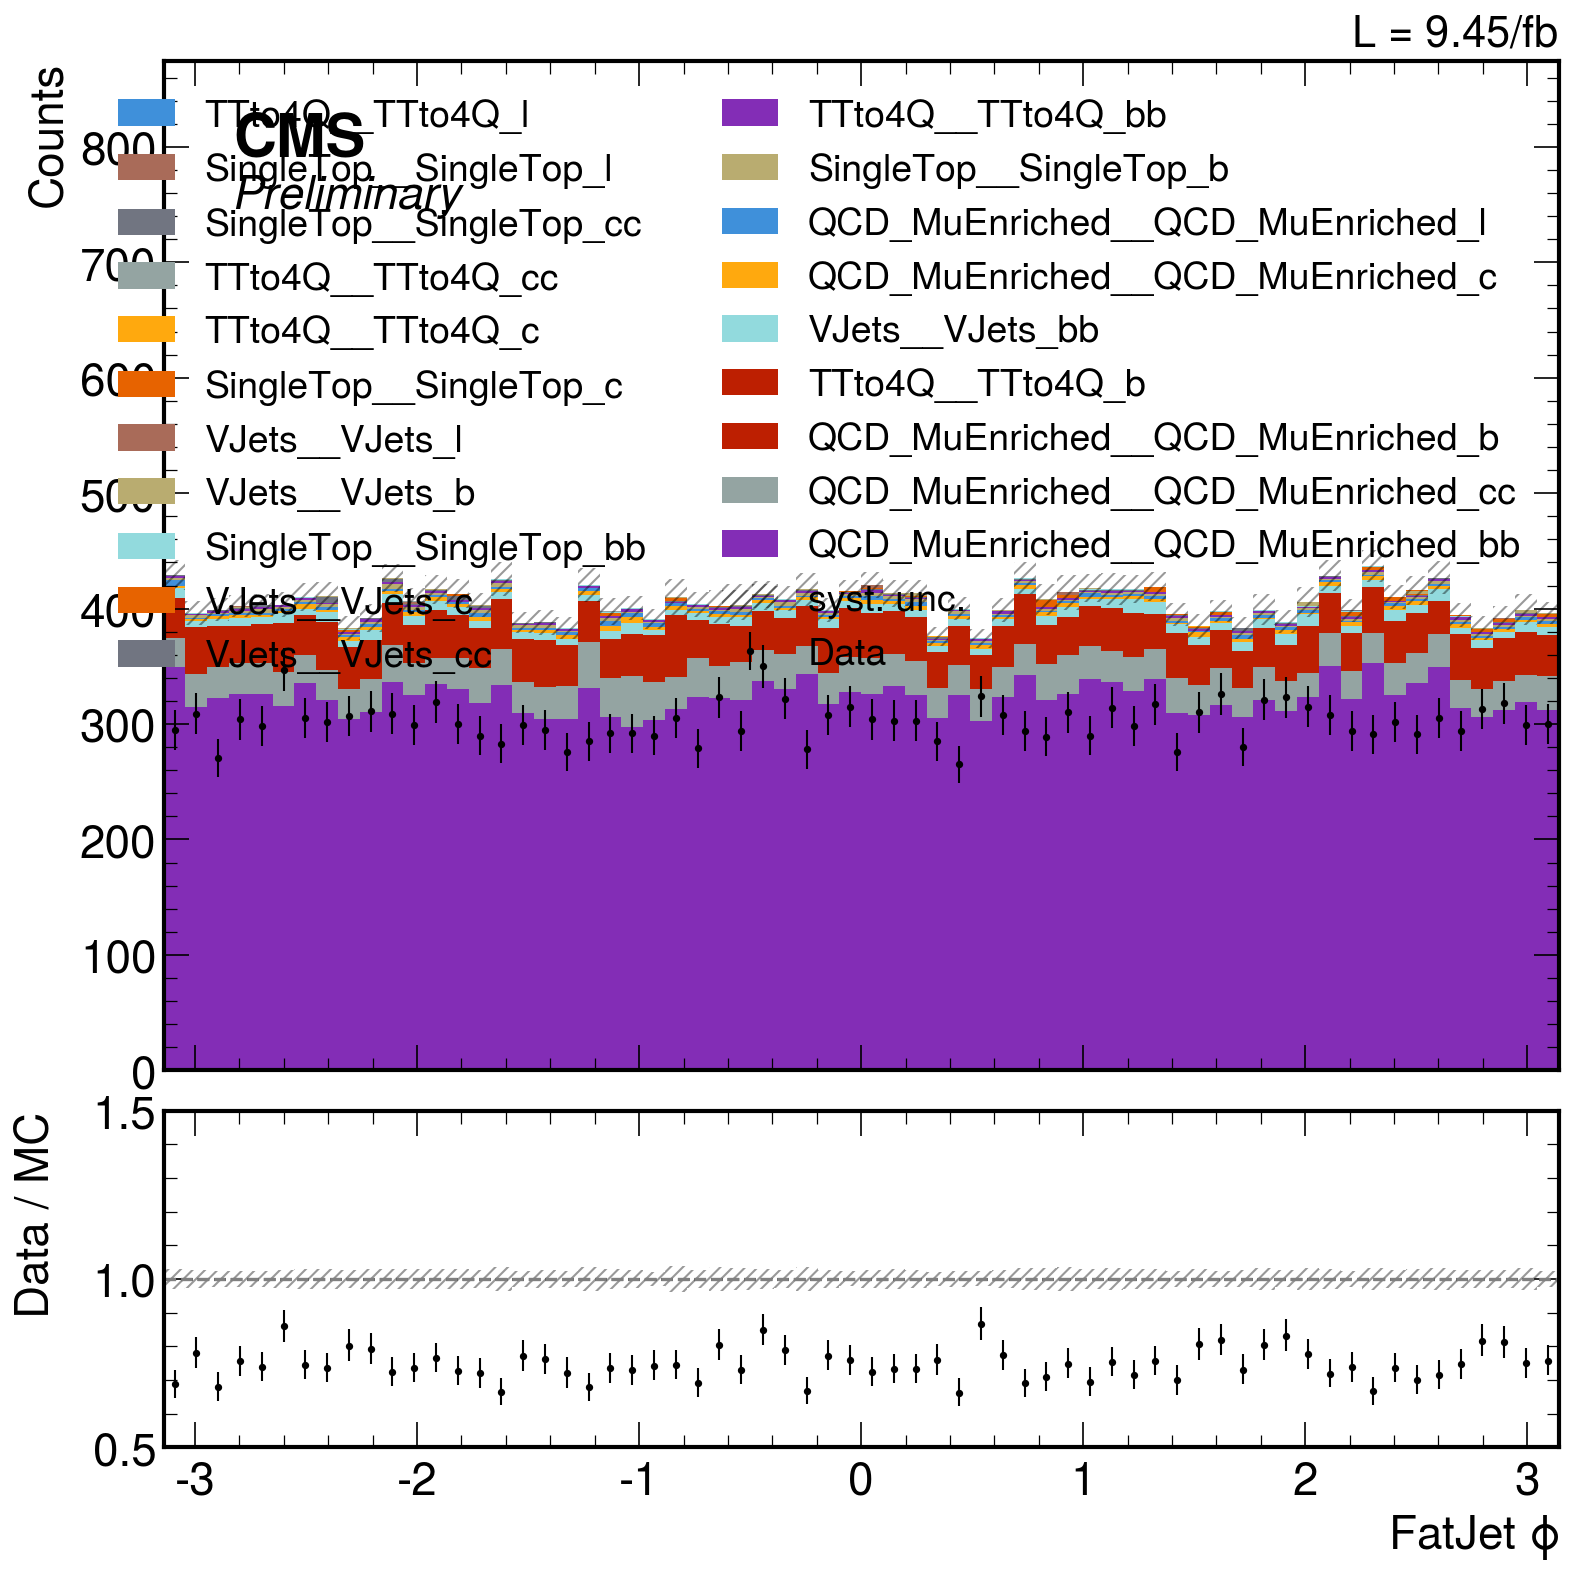 L = 9.45/fb
Counts
CMS
Preliminary
TTto4Q__TTto4Q_l
SingleTop__SingleTop_l
SingleTop__SingleTop_cc
TTto4Q__TTto4Q_cc
TTto4Q__TTto4Q_c
SingleTop__SingleTop_c
VJets__VJets_l
VJets__VJets_b
SingleTop__SingleTop_bb
VJets__VJets_c
VJets__VJets_cc
TTto4Q__TTto4Q_bb
SingleTop__SingleTop_b
QCD_MuEnriched__QCD_MuEnriched_l
QCD_MuEnriched__QCD_MuEnriched_c
VJets__VJets_bb
TTto4Q__TTto4Q_b
QCD_MuEnriched__QCD_MuEnriched_b
QCD_MuEnriched__QCD_MuEnriched_cc
QCD_MuEnriched__QCD_MuEnriched_bb
syst. unc.
Data
800
700
600
500
400
300
200
100
0
Data / MC
1.5
1.0
0.5
-3 -2 -1 0 1 2 3
FatJet ϕ